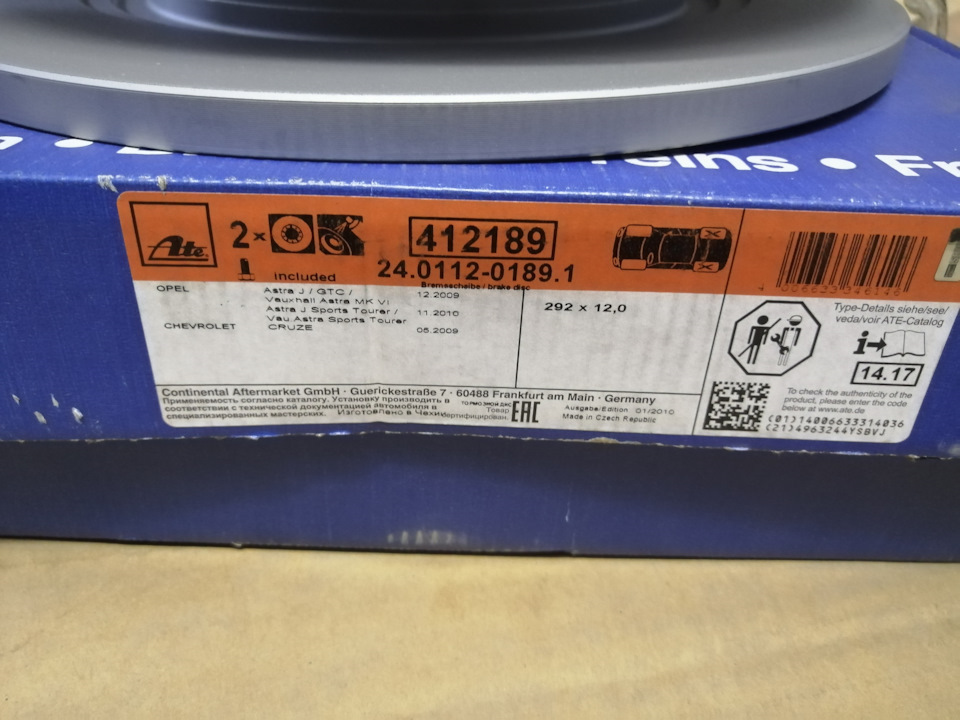 reins • Fr
Ate
2x
included
412189
24.0112-0189.1
Bremsscheibe / brake disc
OPEL
Astra J / GTC /
Vauxhall Astra MK VI
12.2009
Astra J Sports Tourer /
Vau.Astra Sports Tourer
11.2010
CHEVROLET
CRUZE
05.2009
292 x 12,0
Type-Details siehe/see/
veda/voir ATE-Catalog
i
14.17
Continental Aftermarket GmbH · Guerickestraße 7 · 60488 Frankfurt am Main · Germany
Применяемость согласно каталогу. Установку производить в
соответствии с технической документацией автомобиля в
специализированных мастерских. Изготовлено в Чехии
ТОРМОЗНОЙ ДИСК
Товар
сертифицирован.
EAC
Ausgabe/Edition 01/2010
Made in Czech Republic
To check the authenticity of the
product, please enter the code
below at www.ate.de
(01)14006633314036
(21)4963244YSBVJ